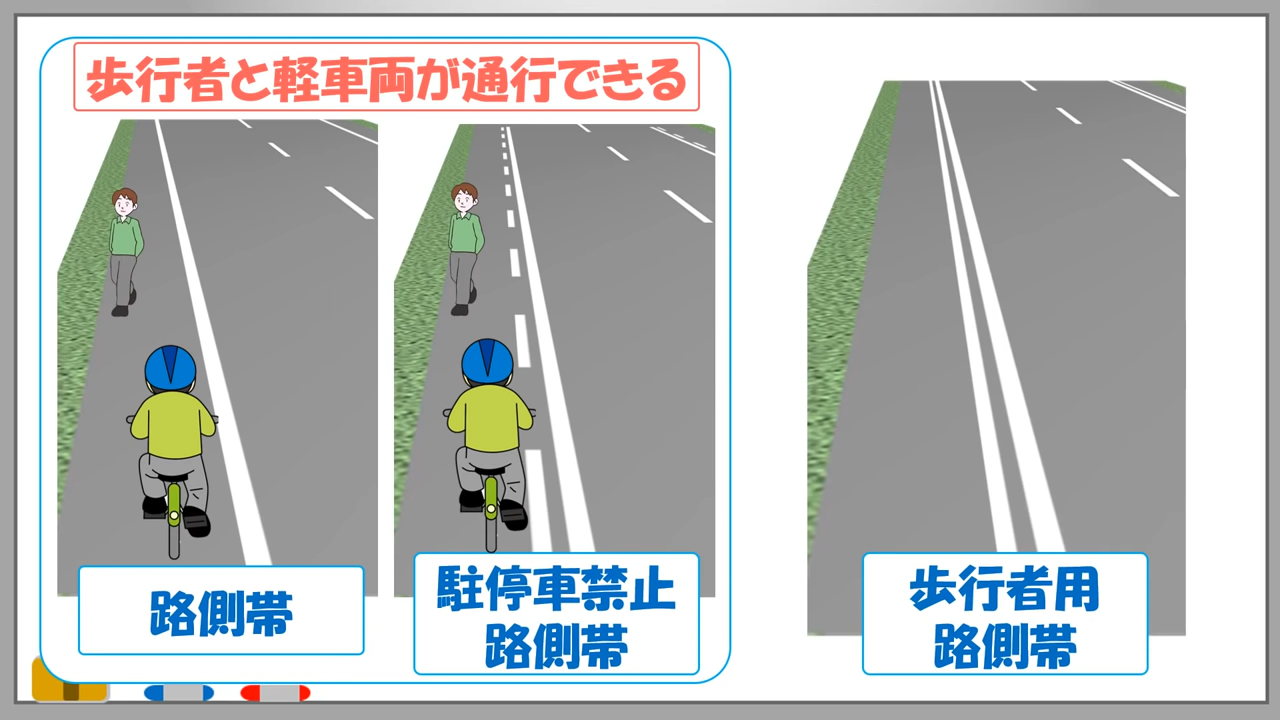 歩行者と軽車両が通行できる
路側帯
駐停車禁止
路側帯
歩行者用
路側帯